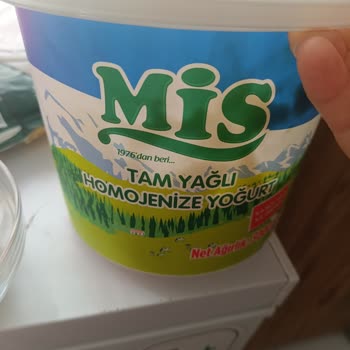 MİS
1976'dan beri...
TAM YAĞLI
HOMOJENİZE YOĞURT
Net Ağırlık